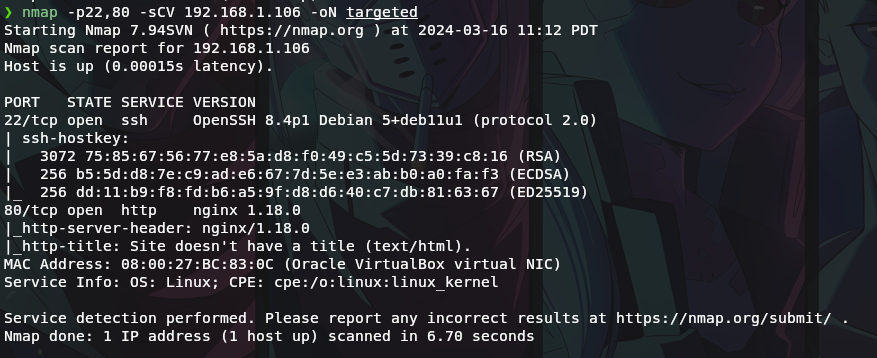 ❯ nmap -p22,80 -sCV 192.168.1.106 -oN targeted
Starting Nmap 7.94SVN ( https://nmap.org ) at 2024-03-16 11:12 PDT
Nmap scan report for 192.168.1.106
Host is up (0.00015s latency).

PORT   STATE SERVICE VERSION
22/tcp open  ssh     OpenSSH 8.4p1 Debian 5+deb11u1 (protocol 2.0)
| ssh-hostkey:
|   3072 75:85:67:56:77:e8:5a:d8:f0:49:c5:5d:73:39:c8:16 (RSA)
|   256 b5:5d:d8:7e:c9:ad:e6:67:7d:5e:e3:ab:b0:a0:fa:f3 (ECDSA)
|_  256 dd:11:b9:f8:fd:b6:a5:9f:d8:d6:40:c7:db:81:63:67 (ED25519)
80/tcp open  http    nginx 1.18.0
|_http-server-header: nginx/1.18.0
|_http-title: Site doesn't have a title (text/html).
MAC Address: 08:00:27:BC:83:0C (Oracle VirtualBox virtual NIC)
Service Info: OS: Linux; CPE: cpe:/o:linux:linux_kernel

Service detection performed. Please report any incorrect results at https://nmap.org/submit/ .
Nmap done: 1 IP address (1 host up) scanned in 6.70 seconds